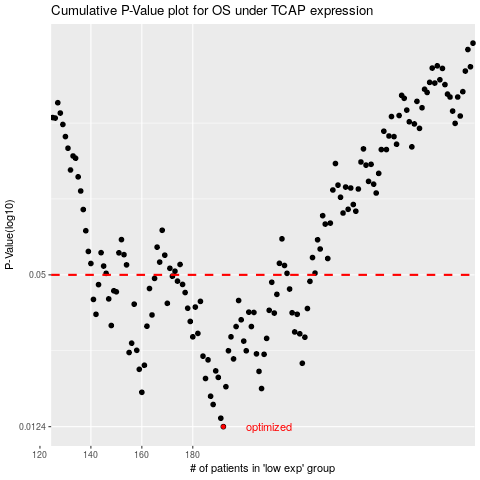 Cumulative P-Value plot for OS under TCAP expression
P-Value(log10)
0.05
0.0124
optimized
120
140
160
180
# of patients in 'low exp' group